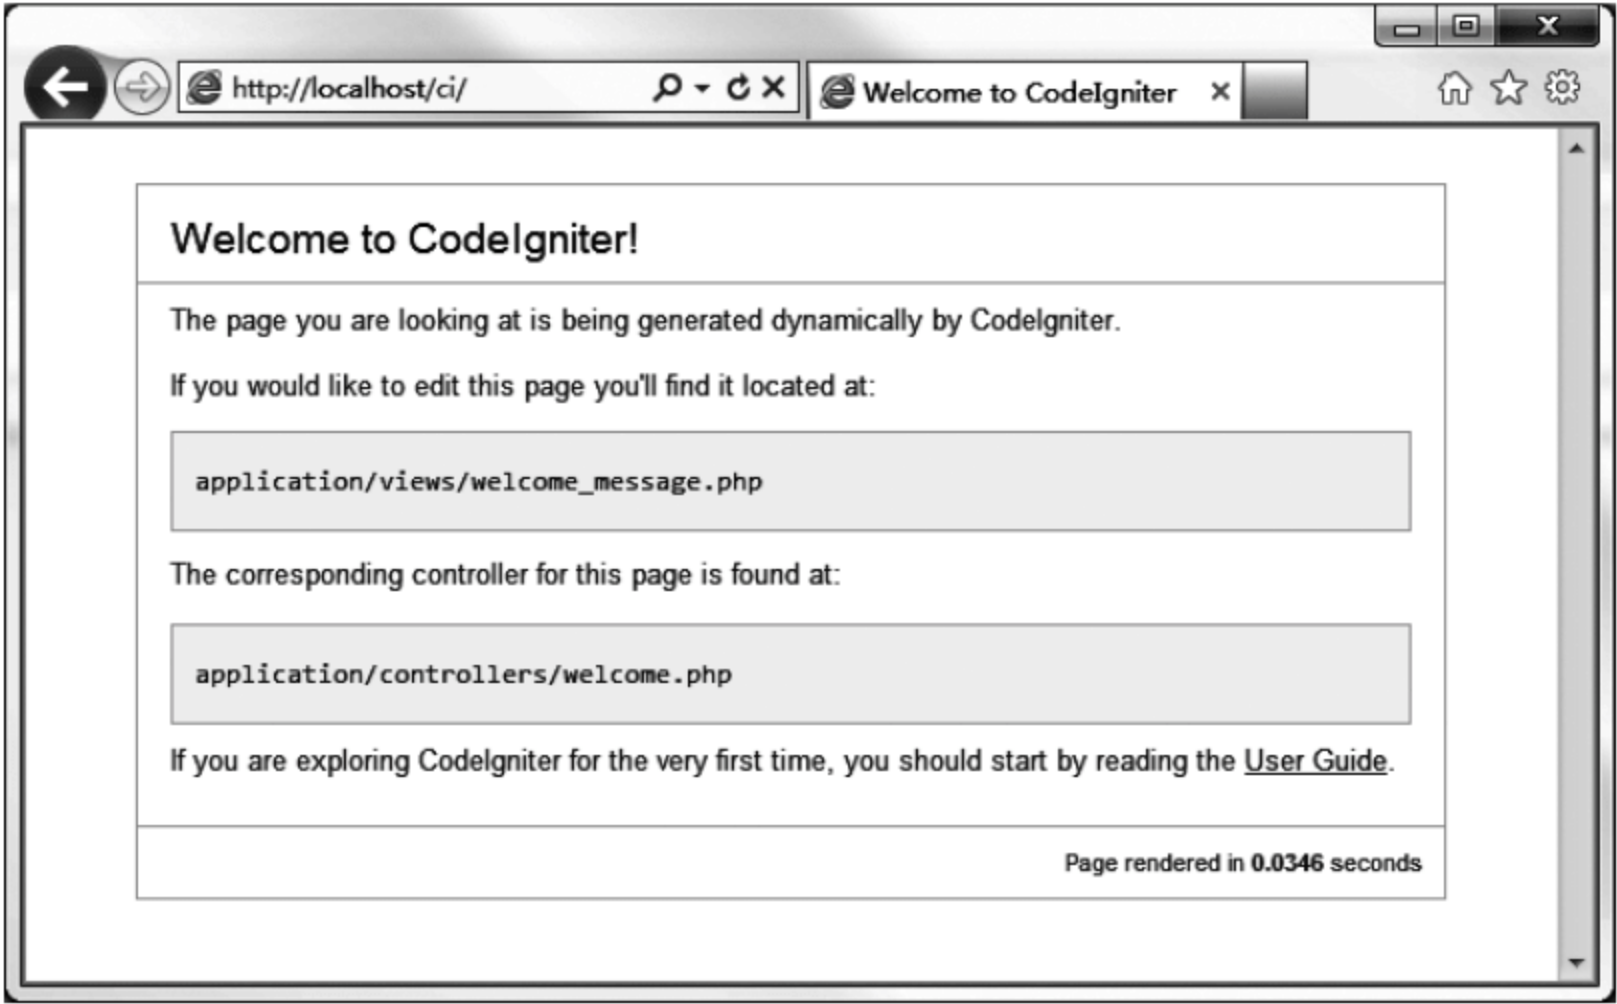 http://localhost/ci/
Welcome to CodeIgniter
Welcome to CodeIgniter!
The page you are looking at is being generated dynamically by CodeIgniter.
If you would like to edit this page you'll find it located at:
application/views/welcome_message.php
The corresponding controller for this page is found at:
application/controllers/welcome.php
If you are exploring CodeIgniter for the very first time, you should start by reading the User Guide.
Page rendered in 0.0346 seconds